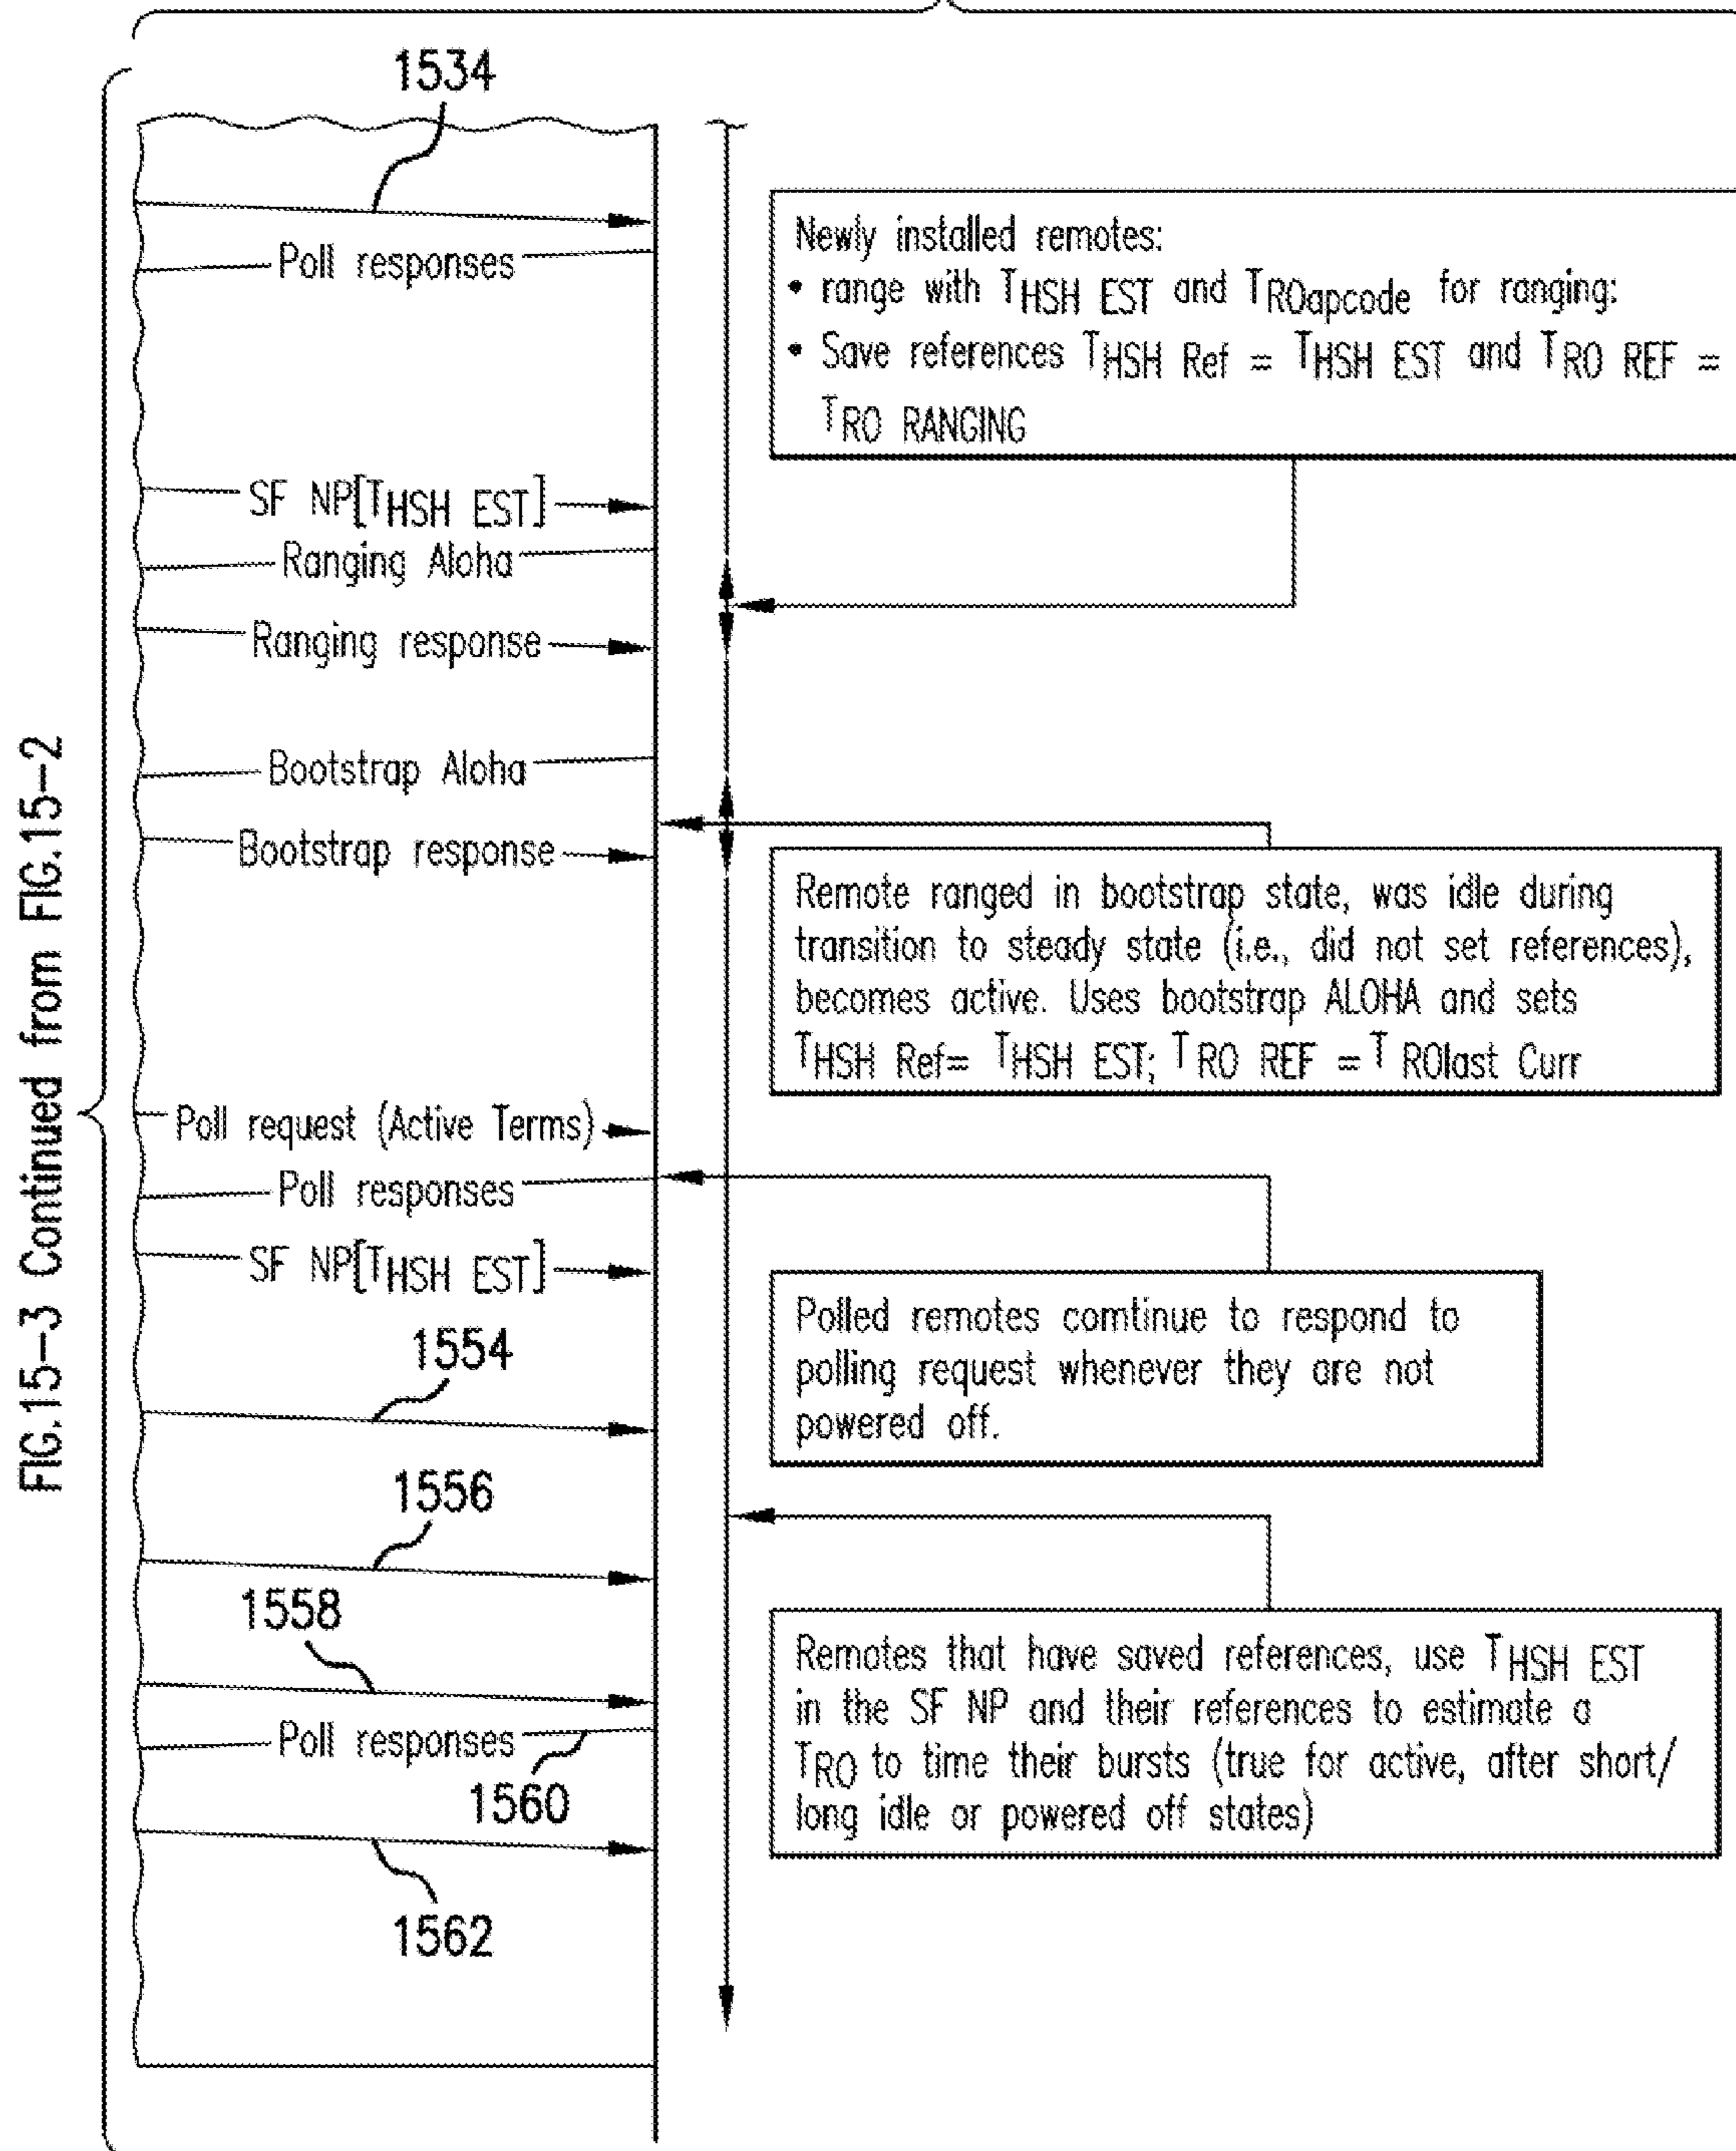 FIG.15-3 Continued from FIG.15-2
1534
Poll responses
SF NP[THSH EST]
Ranging Aloha
Ranging response
Bootstrap Aloha
Bootstrap response
Poll request (Active Terms)
Poll responses
SF NP[THSH EST]
1554
1556
1558
Poll responses
1560
1562
Newly installed remotes:
• range with THSH EST and TROapcode for ranging:
• Save references THSH Ref = THSH EST and TRO REF =
TRO RANGING
Remote ranged in bootstrap state, was idle during
transition to steady state (i.e., did not set references),
becomes active. Uses bootstrap ALOHA and sets
THSH Ref= THSH EST; TRO REF = T ROlast Curr
Polled remotes comtinue to respond to
polling request whenever they are not
powered off.
Remotes that have saved references, use THSH EST
in the SF NP and their references to estimate a
TRO to time their bursts (true for active, after short/
long idle or powered off states)